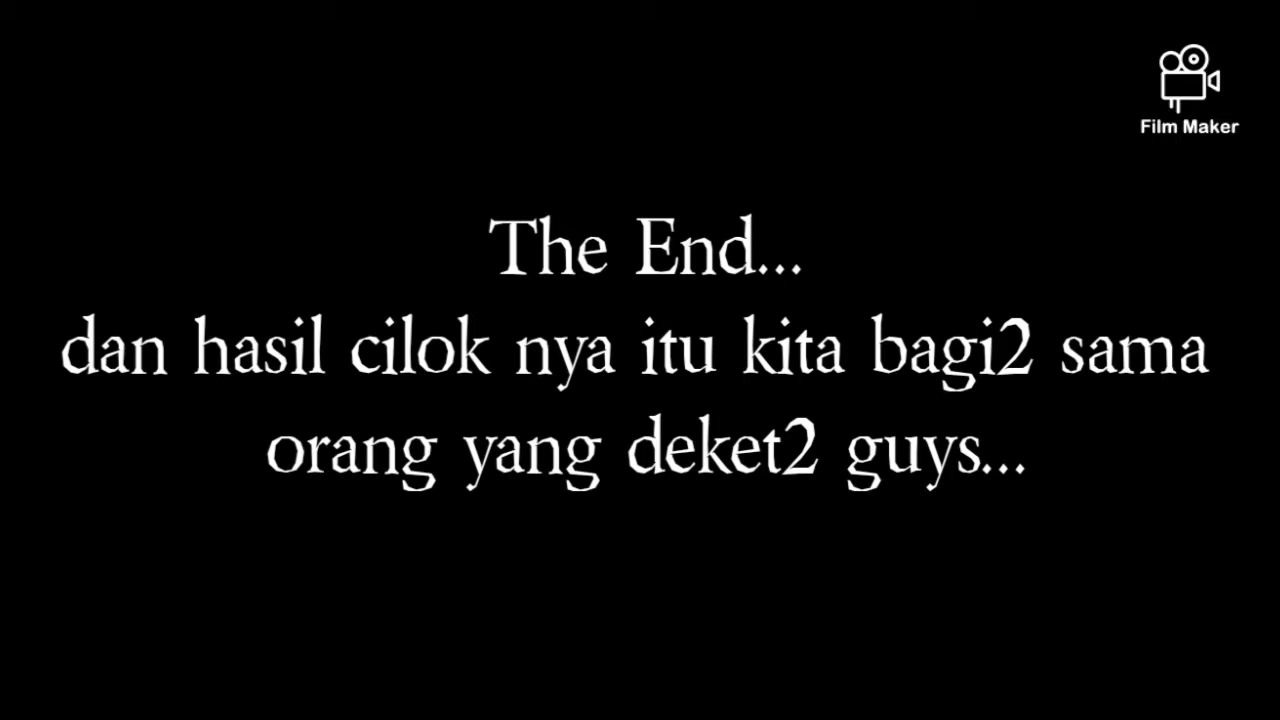 Film Maker
The End...
dan hasil cilok nya itu kita bagi2 sama
orang yang deket2 guys...